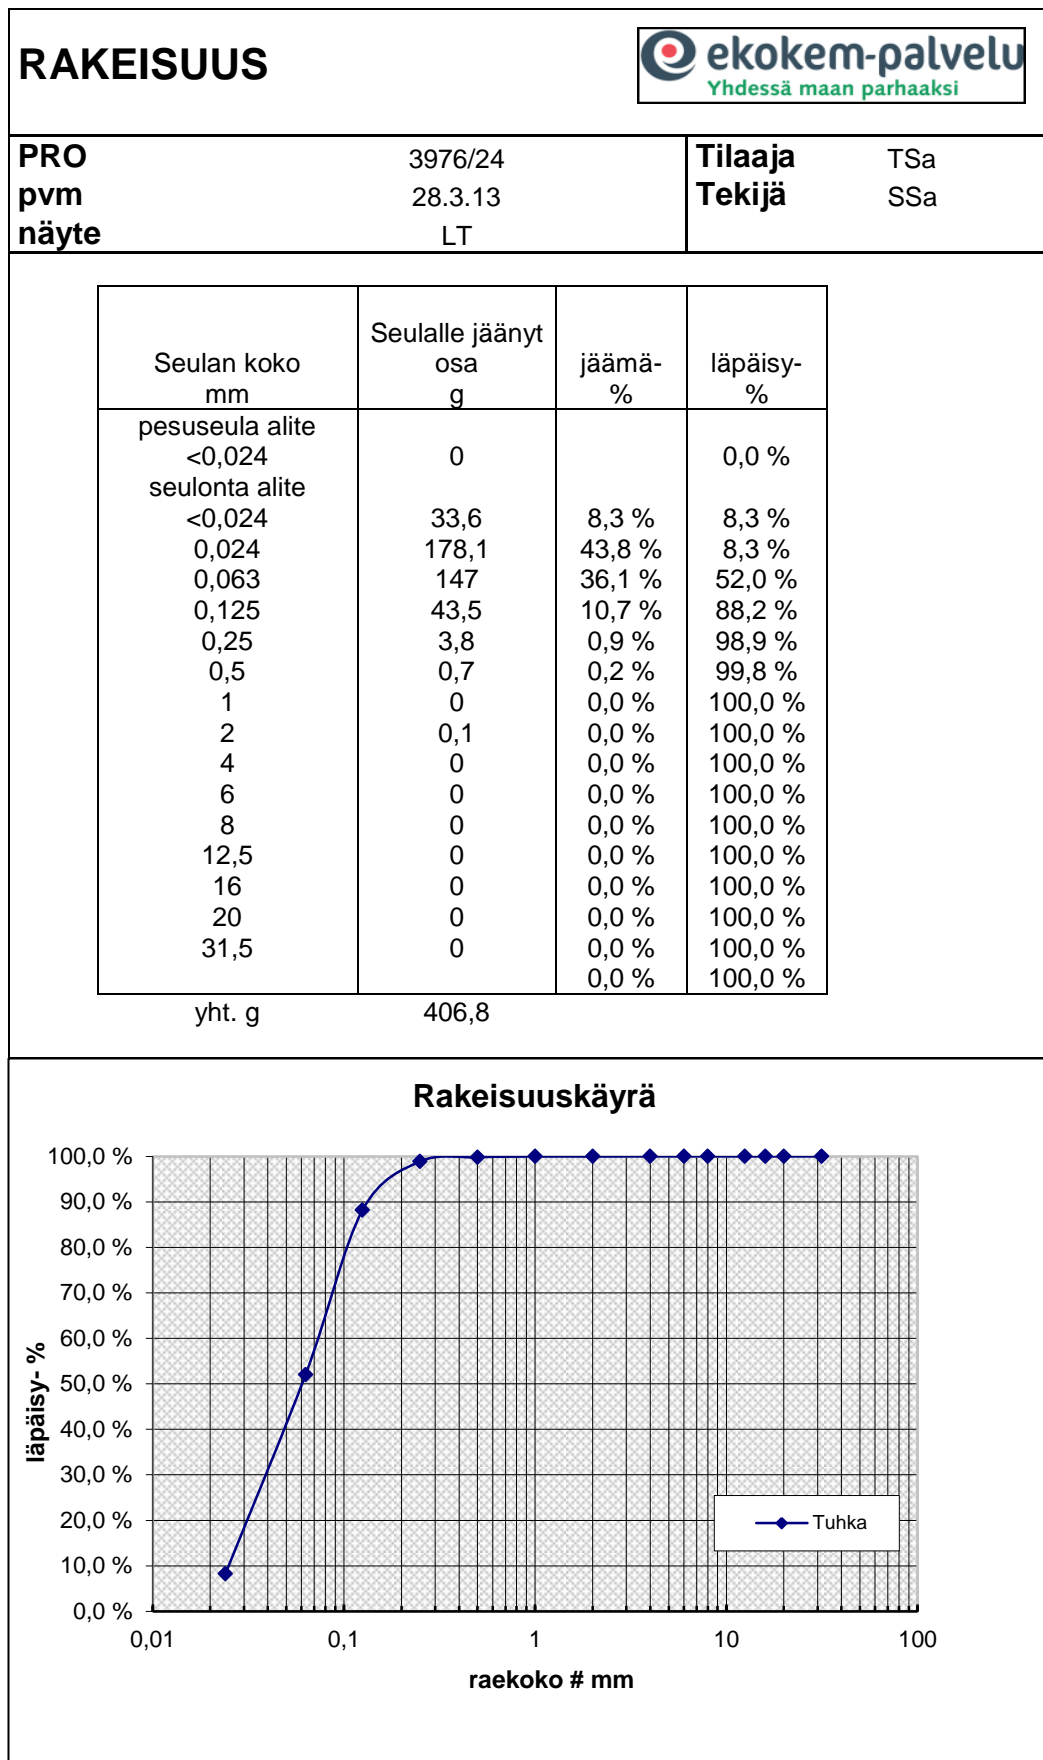 RAKEISUUS
ekokem-palvelu
Yhdessä maan parhaaksi
PRO 3976/24 Tilaaja TSa
pvm 28.3.13 Tekijä SSa
näyte LT
Seulalle jäänyt
Seulan koko osa jäämä- läpäisy-
mm g % %
pesuseula alite
<0,024 0 0,0 %
seulonta alite
<0,024 33,6 8,3 % 8,3 %
0,024 178,1 43,8 % 8,3 %
0,063 147 36,1 % 52,0 %
0,125 43,5 10,7 % 88,2 %
0,25 3,8 0,9 % 98,9 %
0,5 0,7 0,2 % 99,8 %
1 0 0,0 % 100,0 %
2 0,1 0,0 % 100,0 %
4 0 0,0 % 100,0 %
6 0 0,0 % 100,0 %
8 0 0,0 % 100,0 %
12,5 0 0,0 % 100,0 %
16 0 0,0 % 100,0 %
20 0 0,0 % 100,0 %
31,5 0 0,0 % 100,0 %
0,0 % 100,0 %
yht. g 406,8
Rakeisuuskäyrä
100,0 %
90,0 %
80,0 %
70,0 %
60,0 %
50,0 %
40,0 %
30,0 %
20,0 %
10,0 %
0,0 %
läpäisy- %
Tuhka
0,01 0,1 1 10 100
raekoko # mm